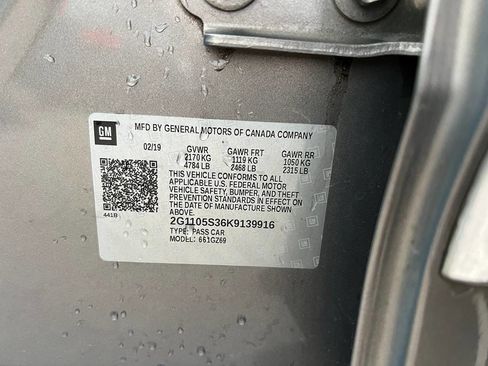 GM
MFD BY GENERAL MOTORS OF CANADA COMPANY
02/19 GVWR GAWR FRT GAWR RR
2170 KG 1119 KG 1050 KG
4784 LB 2468 LB 2315 LB
THIS VEHICLE CONFORMS TO ALL
APPLICABLE U.S. FEDERAL MOTOR
VEHICLE SAFETY, BUMPER, AND THEFT
PREVENTION STANDARDS IN EFFECT ON
THE DATE OF MANUFACTURE SHOWN
ABOVE.
441B
2G1105S36K9139916
TYPE: PASS CAR
MODEL: 661GZ69